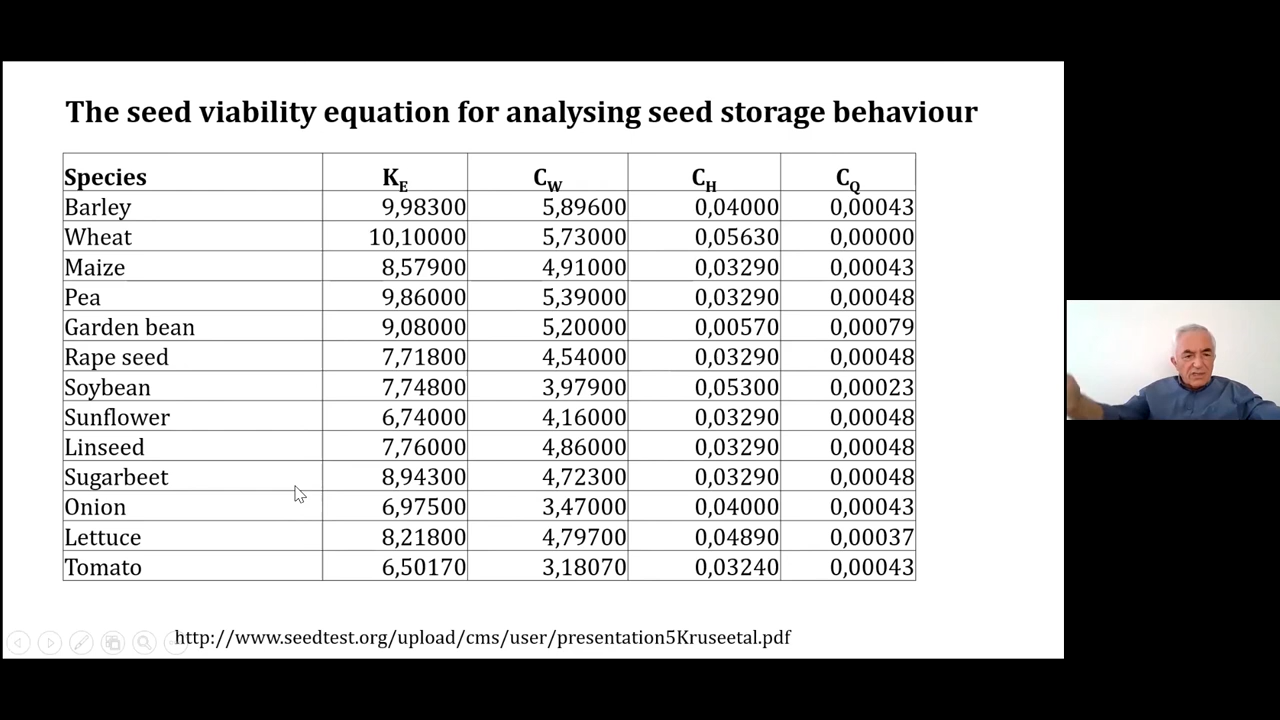 The seed viability equation for analysing seed storage behaviour
Species KE CW CH CQ
Barley 9,98300 5,89600 0,04000 0,00043
Wheat 10,10000 5,73000 0,05630 0,00000
Maize 8,57900 4,91000 0,03290 0,00043
Pea 9,86000 5,39000 0,03290 0,00048
Garden bean 9,08000 5,20000 0,00570 0,00079
Rape seed 7,71800 4,54000 0,03290 0,00048
Soybean 7,74800 3,97900 0,05300 0,00023
Sunflower 6,74000 4,16000 0,03290 0,00048
Linseed 7,76000 4,86000 0,03290 0,00048
Sugarbeet 8,94300 4,72300 0,03290 0,00048
Onion 6,97500 3,47000 0,04000 0,00043
Lettuce 8,21800 4,79700 0,04890 0,00037
Tomato 6,50170 3,18070 0,03240 0,00043
http://www.seedtest.org/upload/cms/user/presentation5Kruseetal.pdf